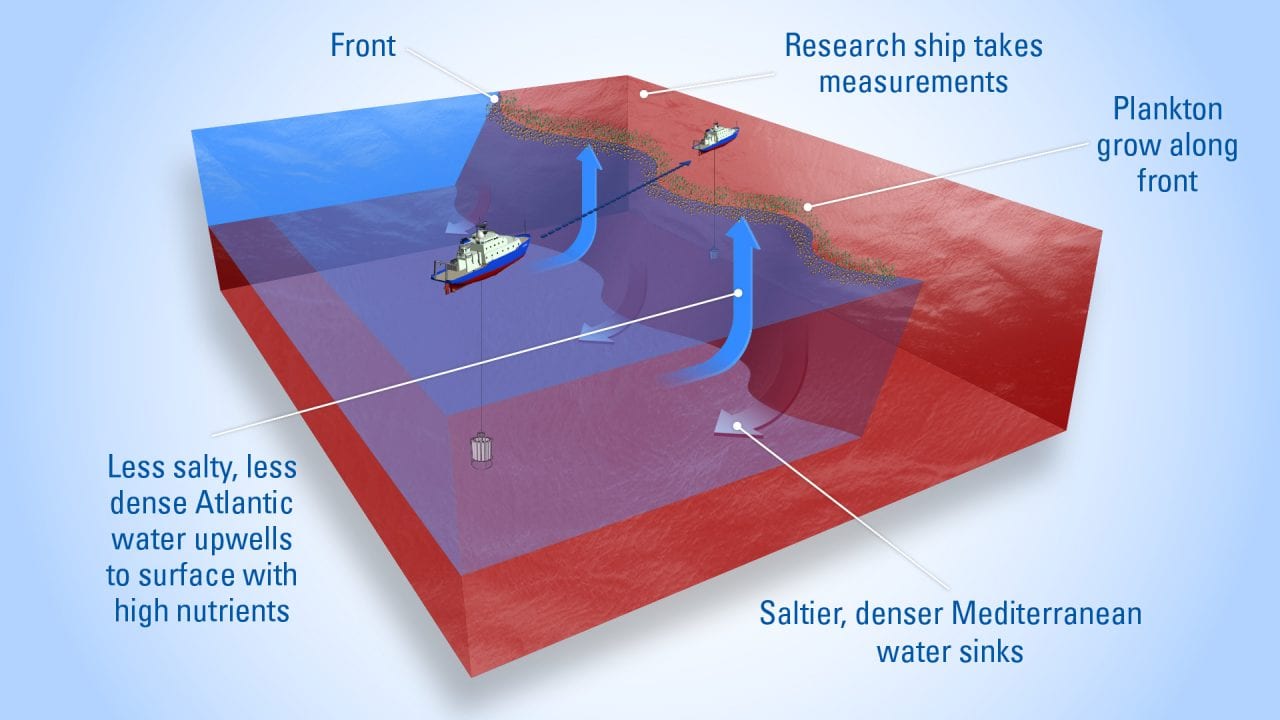 Front
Research ship takes
measurements
Plankton
grow along
front
Less salty, less
dense Atlantic
water upwells
to surface with
high nutrients
Saltier, denser Mediterranean
water sinks